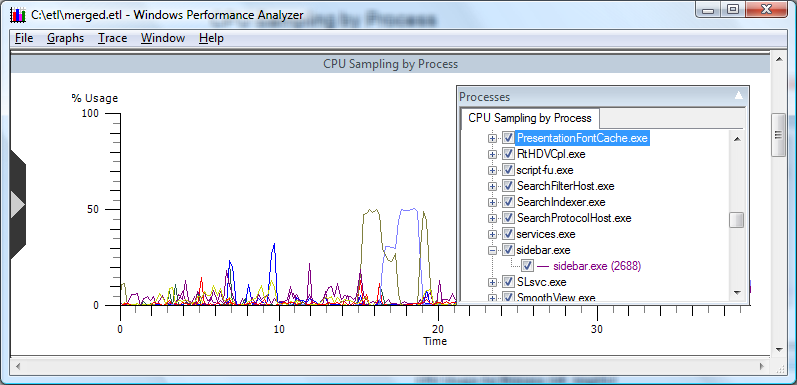 C:\etl\merged.etl - Windows Performance Analyzer
File Graphs Trace Window Help
CPU Sampling by Process
% Usage
100
50
0
0 10 20 30
Time
Processes
CPU Sampling by Process
PresentationFontCache.exe
RtHDVCpl.exe
script-fu.exe
SearchFilterHost.exe
SearchIndexer.exe
SearchProtocolHost.exe
services.exe
sidebar.exe
sidebar.exe (2688)
SLsvc.exe
SmoothView.exe